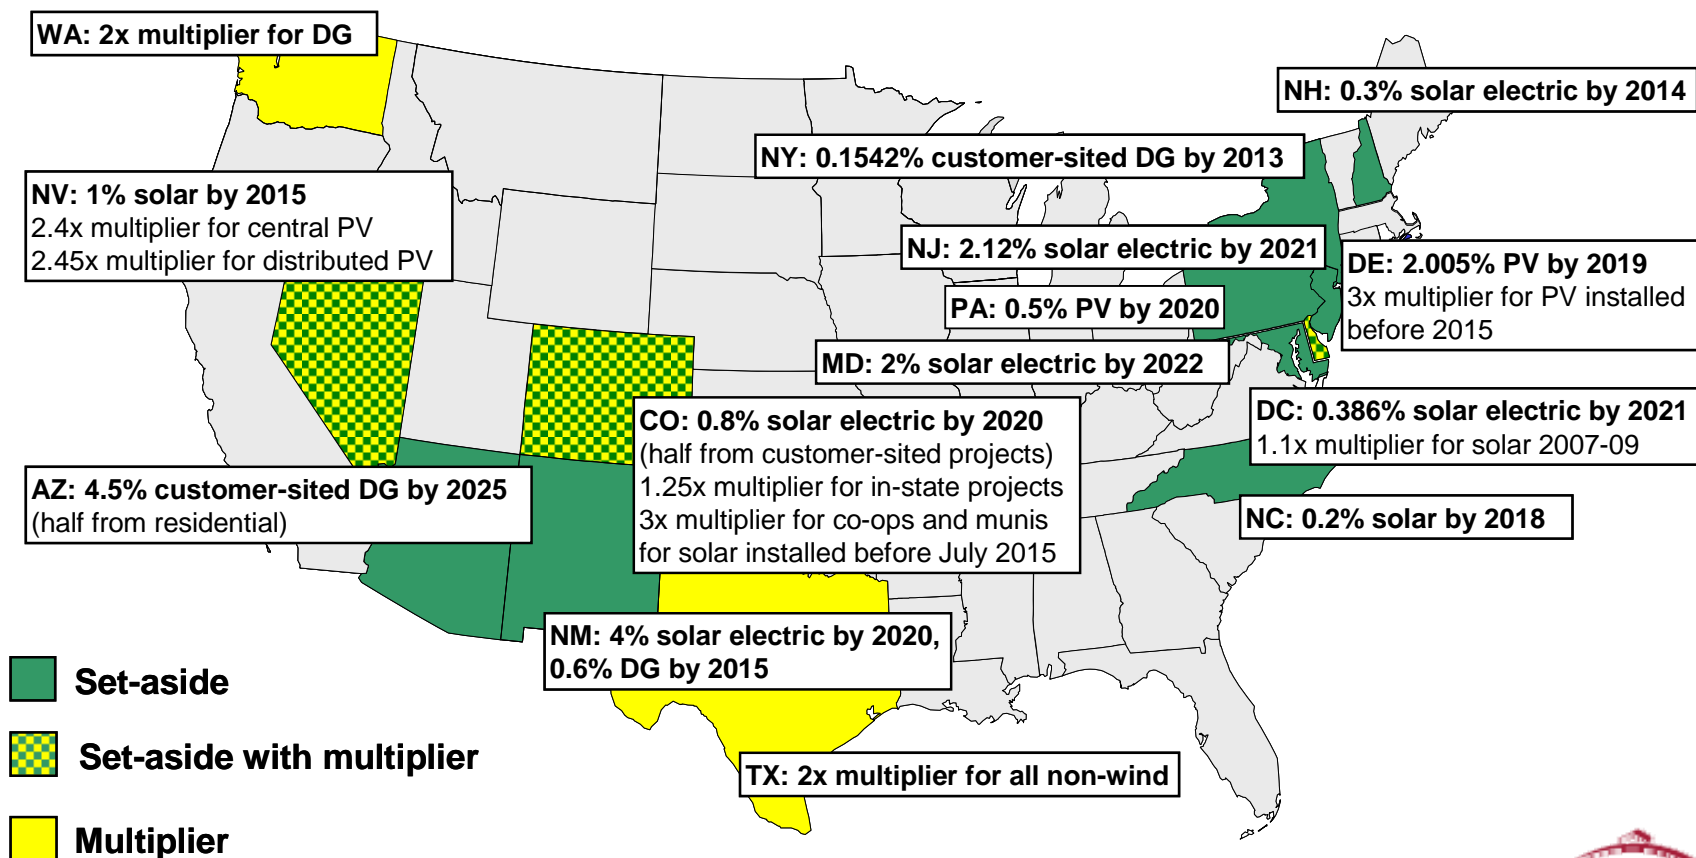 WA: 2x multiplier for DG
NH: 0.3% solar electric by 2014
NY: 0.1542% customer-sited DG by 2013
NV: 1% solar by 2015
2.4x multiplier for central PV
2.45x multiplier for distributed PV
NJ: 2.12% solar electric by 2021
DE: 2.005% PV by 2019
3x multiplier for PV installed
before 2015
PA: 0.5% PV by 2020
MD: 2% solar electric by 2022
CO: 0.8% solar electric by 2020
(half from customer-sited projects)
1.25x multiplier for in-state projects
3x multiplier for co-ops and munis
for solar installed before July 2015
DC: 0.386% solar electric by 2021
1.1x multiplier for solar 2007-09
AZ: 4.5% customer-sited DG by 2025
(half from residential)
NC: 0.2% solar by 2018
NM: 4% solar electric by 2020,
0.6% DG by 2015
TX: 2x multiplier for all non-wind
Set-aside
Set-aside with multiplier
Multiplier